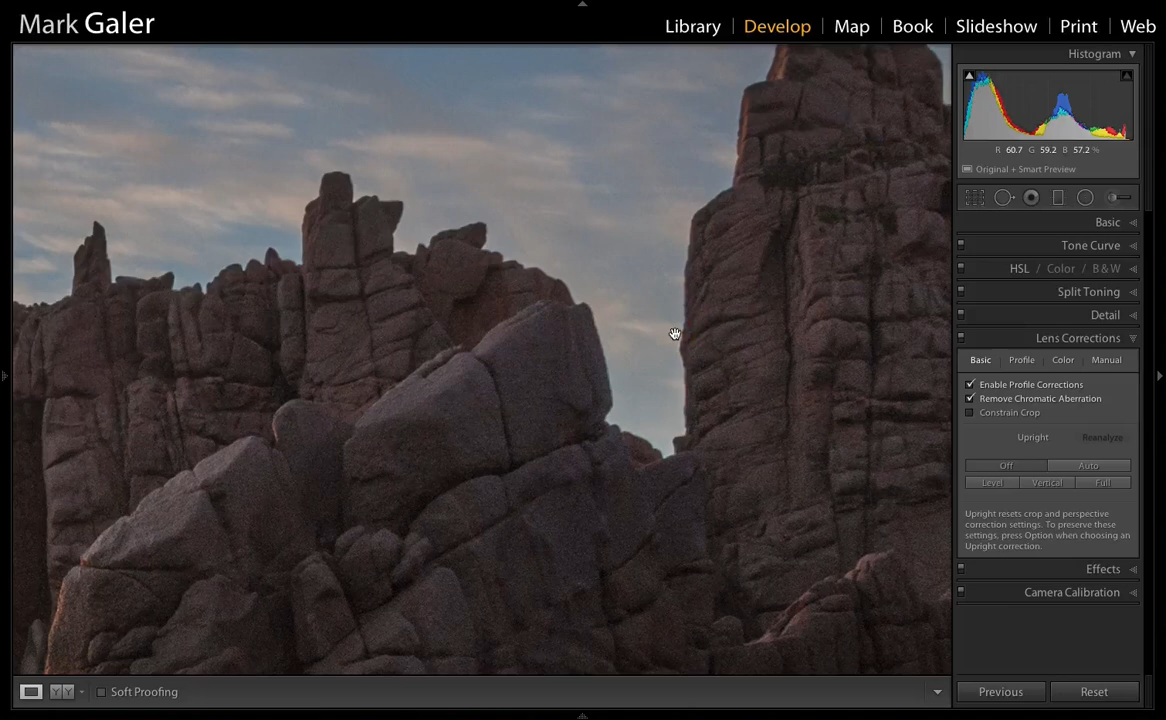 Mark Galer
Library Develop Map Book Slideshow Print Web
Histogram
R 60.7 G 59.2 B 57.2 %
Original + Smart Preview
Basic
Tone Curve
HSL / Color / B & W
Split Toning
Detail
Lens Corrections
Basic Profile Color Manual
Enable Profile Corrections
Remove Chromatic Aberration
Constrain Crop
Upright Reanalyze
Off Auto
Level Vertical Full
Upright resets crop and perspective
correction settings. To preserve these
settings, press Option when choosing an
Upright correction.
Effects
Camera Calibration
Y Y Soft Proofing
Previous Reset